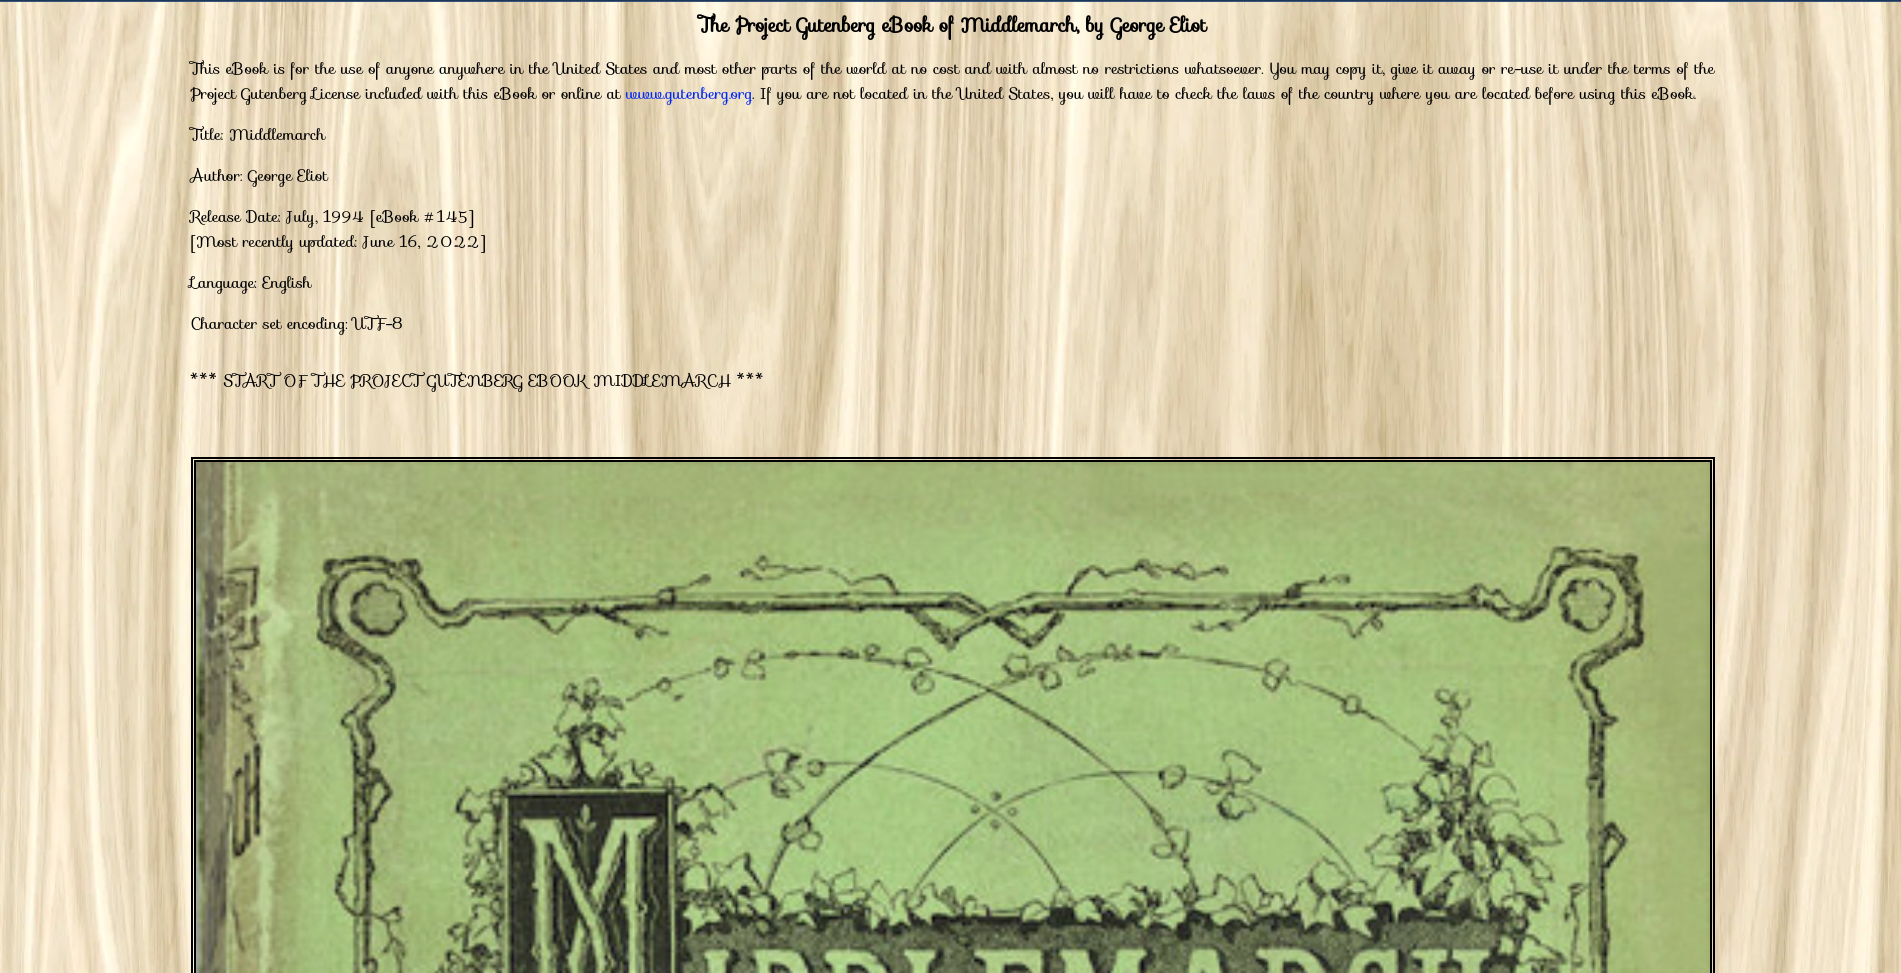 The Project Gutenberg eBook of Middlemarch, by George Eliot
This eBook is for the use of anyone anywhere in the United States and most other parts of the world at no cost and with almost no restrictions whatsoever. You may copy it, give it away or re-use it under the terms of the
Project Gutenberg License included with this eBook or online at www.gutenberg.org. If you are not located in the United States, you will have to check the laws of the country where you are located before using this eBook.
Title: Middlemarch
Author: George Eliot
Release Date: July, 1994 [eBook #145]
[Most recently updated: June 16, 2022]
Language: English
Character set encoding: UTF-8
*** START OF THE PROJECT GUTENBERG EBOOK MIDDLEMARCH ***
MIDDLEMARCH